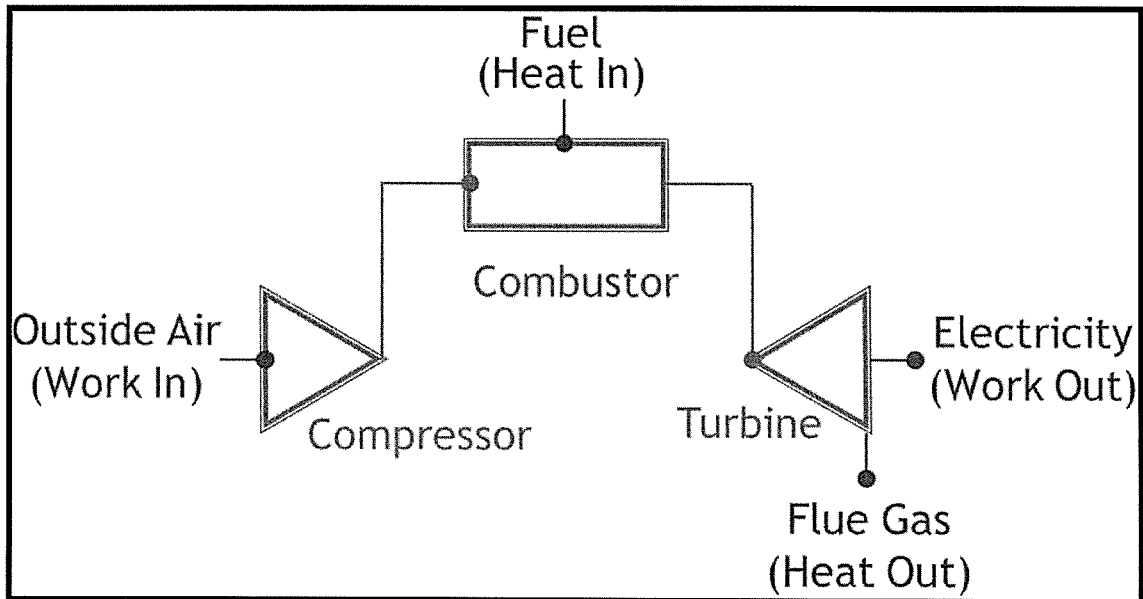 Fuel
(Heat In)
Combustor
Outside Air
(Work In)
Compressor
Turbine
Electricity
(Work Out)
Flue Gas
(Heat Out)